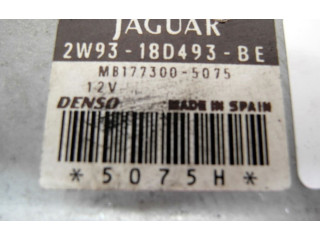 JAGUAR
2W93-18D493-BE
MB177300-5075
12V
DENSO MADE IN SPAIN
*5075H*